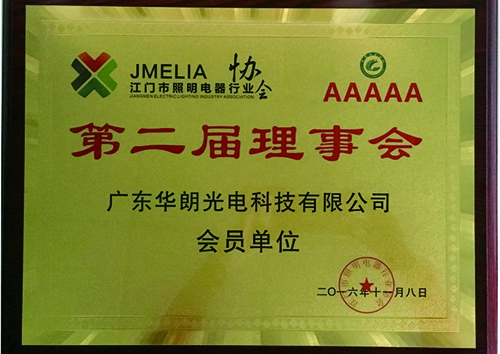 JMELIA 协会
江门市照明电器行业
JIANGMEN ELECTRIC LIGHTING INDUSTRY ASSOCIATION
AAAAA
第二届理事会
广东华朗光电科技有限公司
会员单位
二〇一六年十一月八日